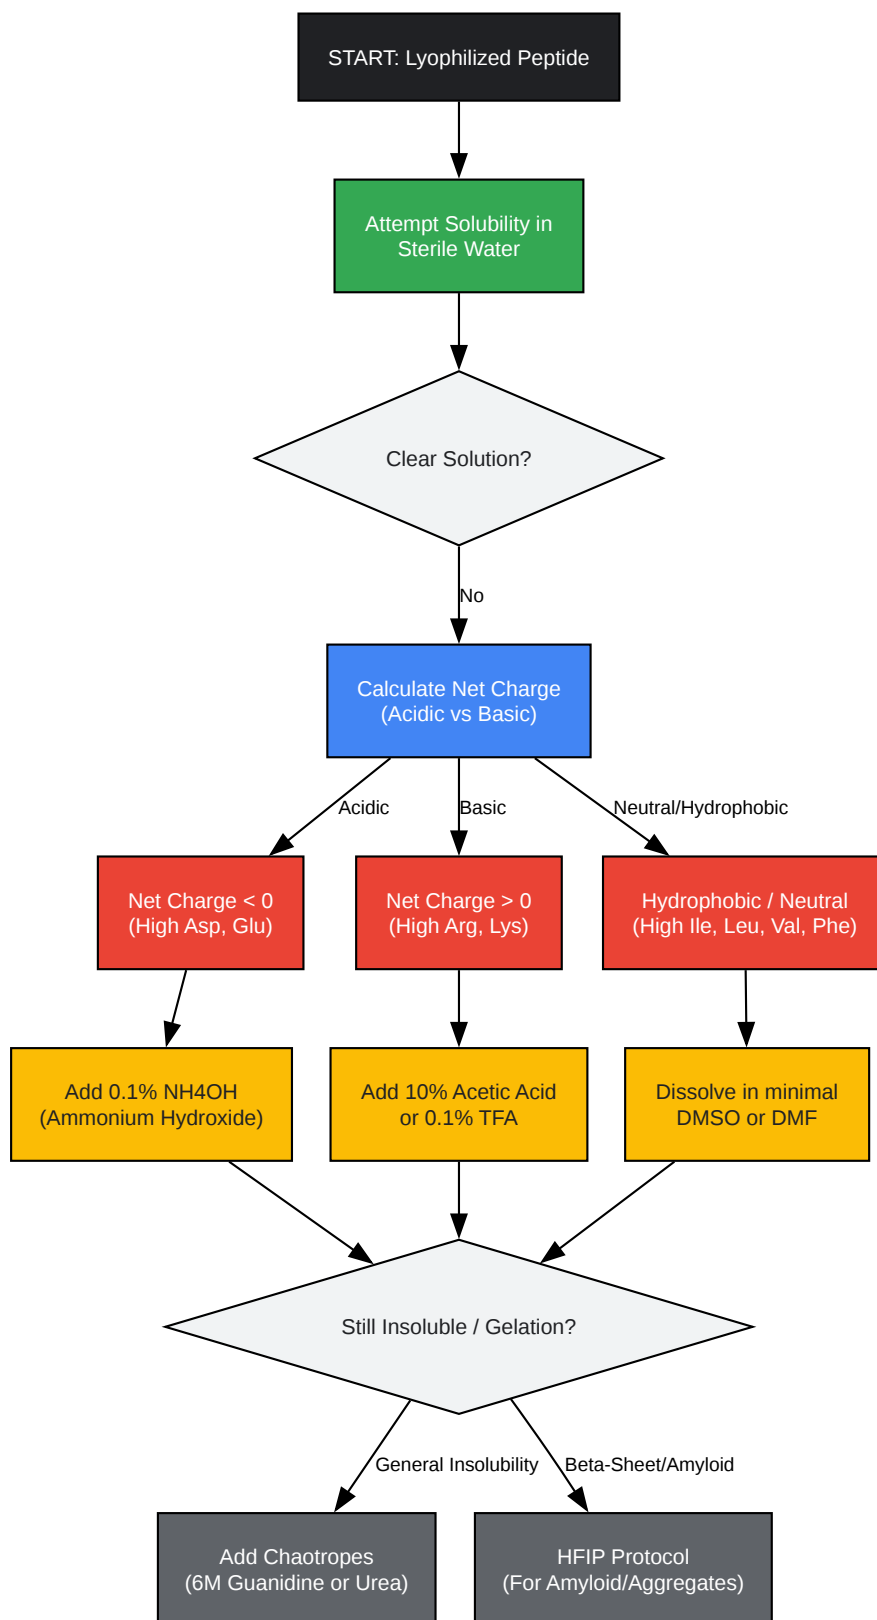 START: Lyophilized Peptide
Attempt Solubility in
Sterile Water
Clear Solution?
No
Calculate Net Charge
(Acidic vs Basic)
Acidic
Basic
Neutral/Hydrophobic
Net Charge < 0
(High Asp, Glu)
Net Charge > 0
(High Arg, Lys)
Hydrophobic / Neutral
(High Ile, Leu, Val, Phe)
Add 0.1% NH4OH
(Ammonium Hydroxide)
Add 10% Acetic Acid
or 0.1% TFA
Dissolve in minimal
DMSO or DMF
Still Insoluble / Gelation?
General Insolubility
Beta-Sheet/Amyloid
Add Chaotropes
(6M Guanidine or Urea)
HFIP Protocol
(For Amyloid/Aggregates)